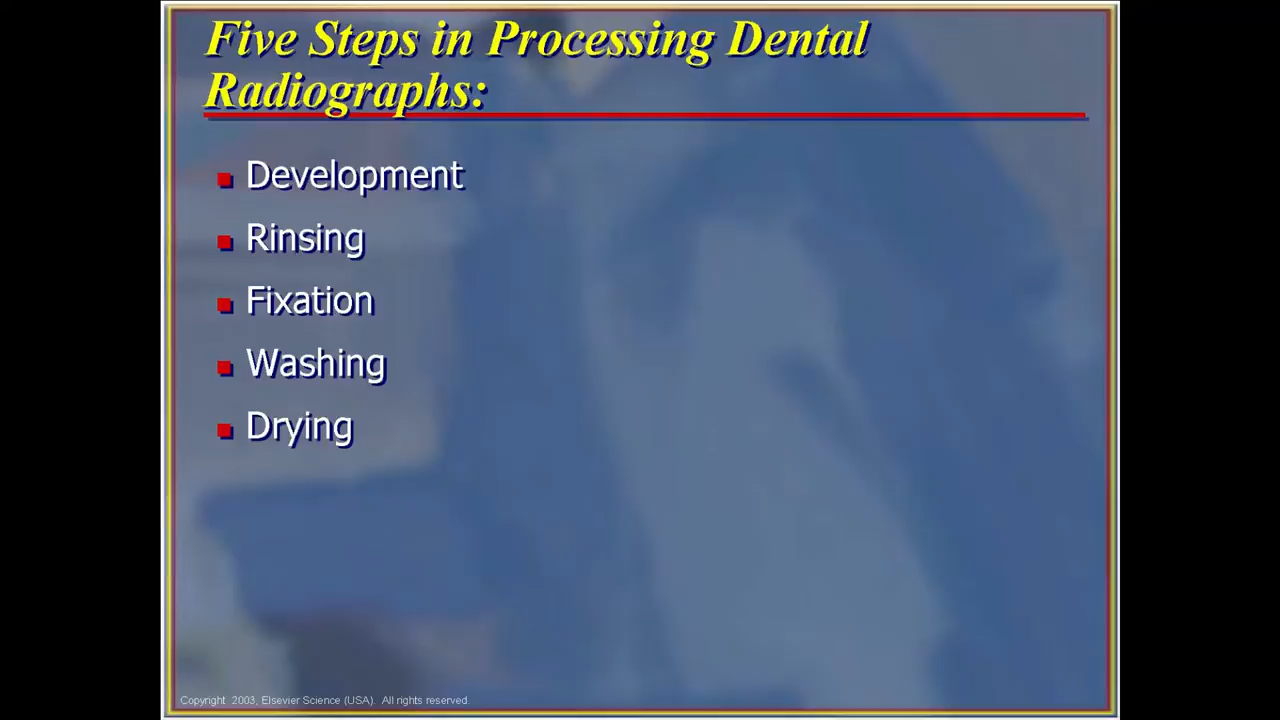 Five Steps in Processing Dental
Radiographs:
Development
Rinsing
Fixation
Washing
Drying
Copyright 2003, Elsevier Science (USA). All rights reserved.